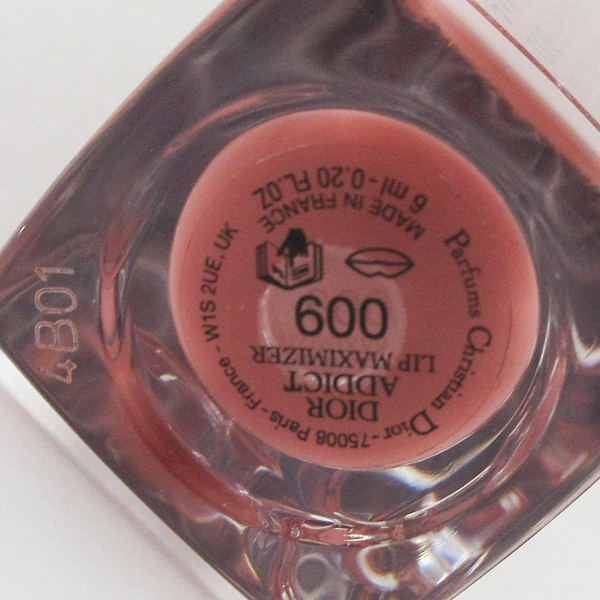 DIOR
ADDICT
LIP MAXIMIZER
009
MADE IN FRANCE
6 ml - 0.20 FL.OZ
Parfums Christian Dior - 75008 Paris - France - W1S 2UE. UK
4B01